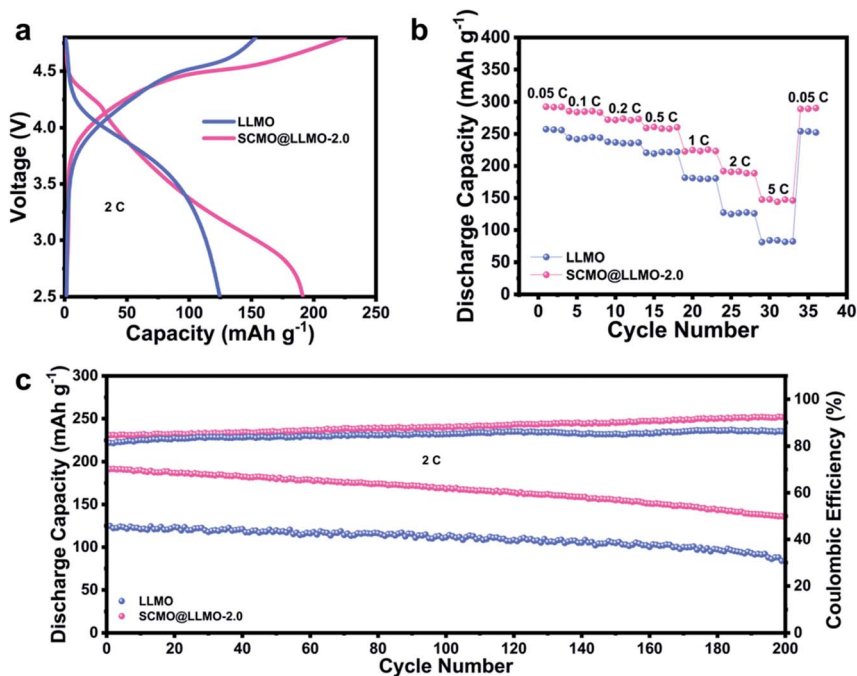 a
4.5
4.0
3.5
3.0
2.5
Voltage (V)
LLMO
SCMO@LLMO-2.0
2 C
0 50 100 150 200 250
Capacity (mAh g-1)
b
400
350
300
250
200
150
100
50
0
Discharge Capacity (mAh g-1)
0.05 C
0.1 C
0.2 C
0.5 C
1 C
2 C
5 C
0.05 C
LLMO
SCMO@LLMO-2.0
0 10 20 30 40
Cycle Number
c
300
250
200
150
100
50
0
Discharge Capacity (mAh g-1)
2 C
LLMO
SCMO@LLMO-2.0
0 20 40 60 80 100 120 140 160 180 200
Cycle Number
100
80
60
40
20
0
Coulombic Efficiency (%)